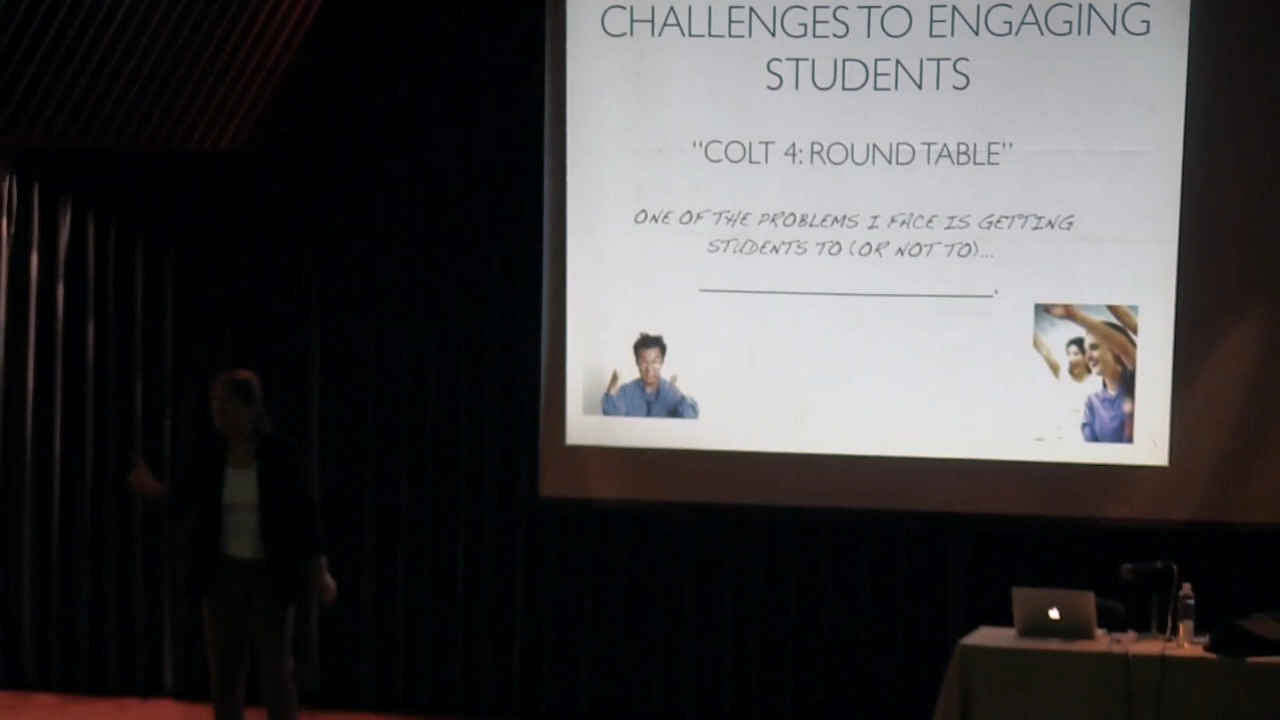 CHALLENGES TO ENGAGING
STUDENTS
"COLT 4: ROUND TABLE"
ONE OF THE PROBLEMS I FACE IS GETTING
STUDENTS TO (OR NOT TO)...
____________________.